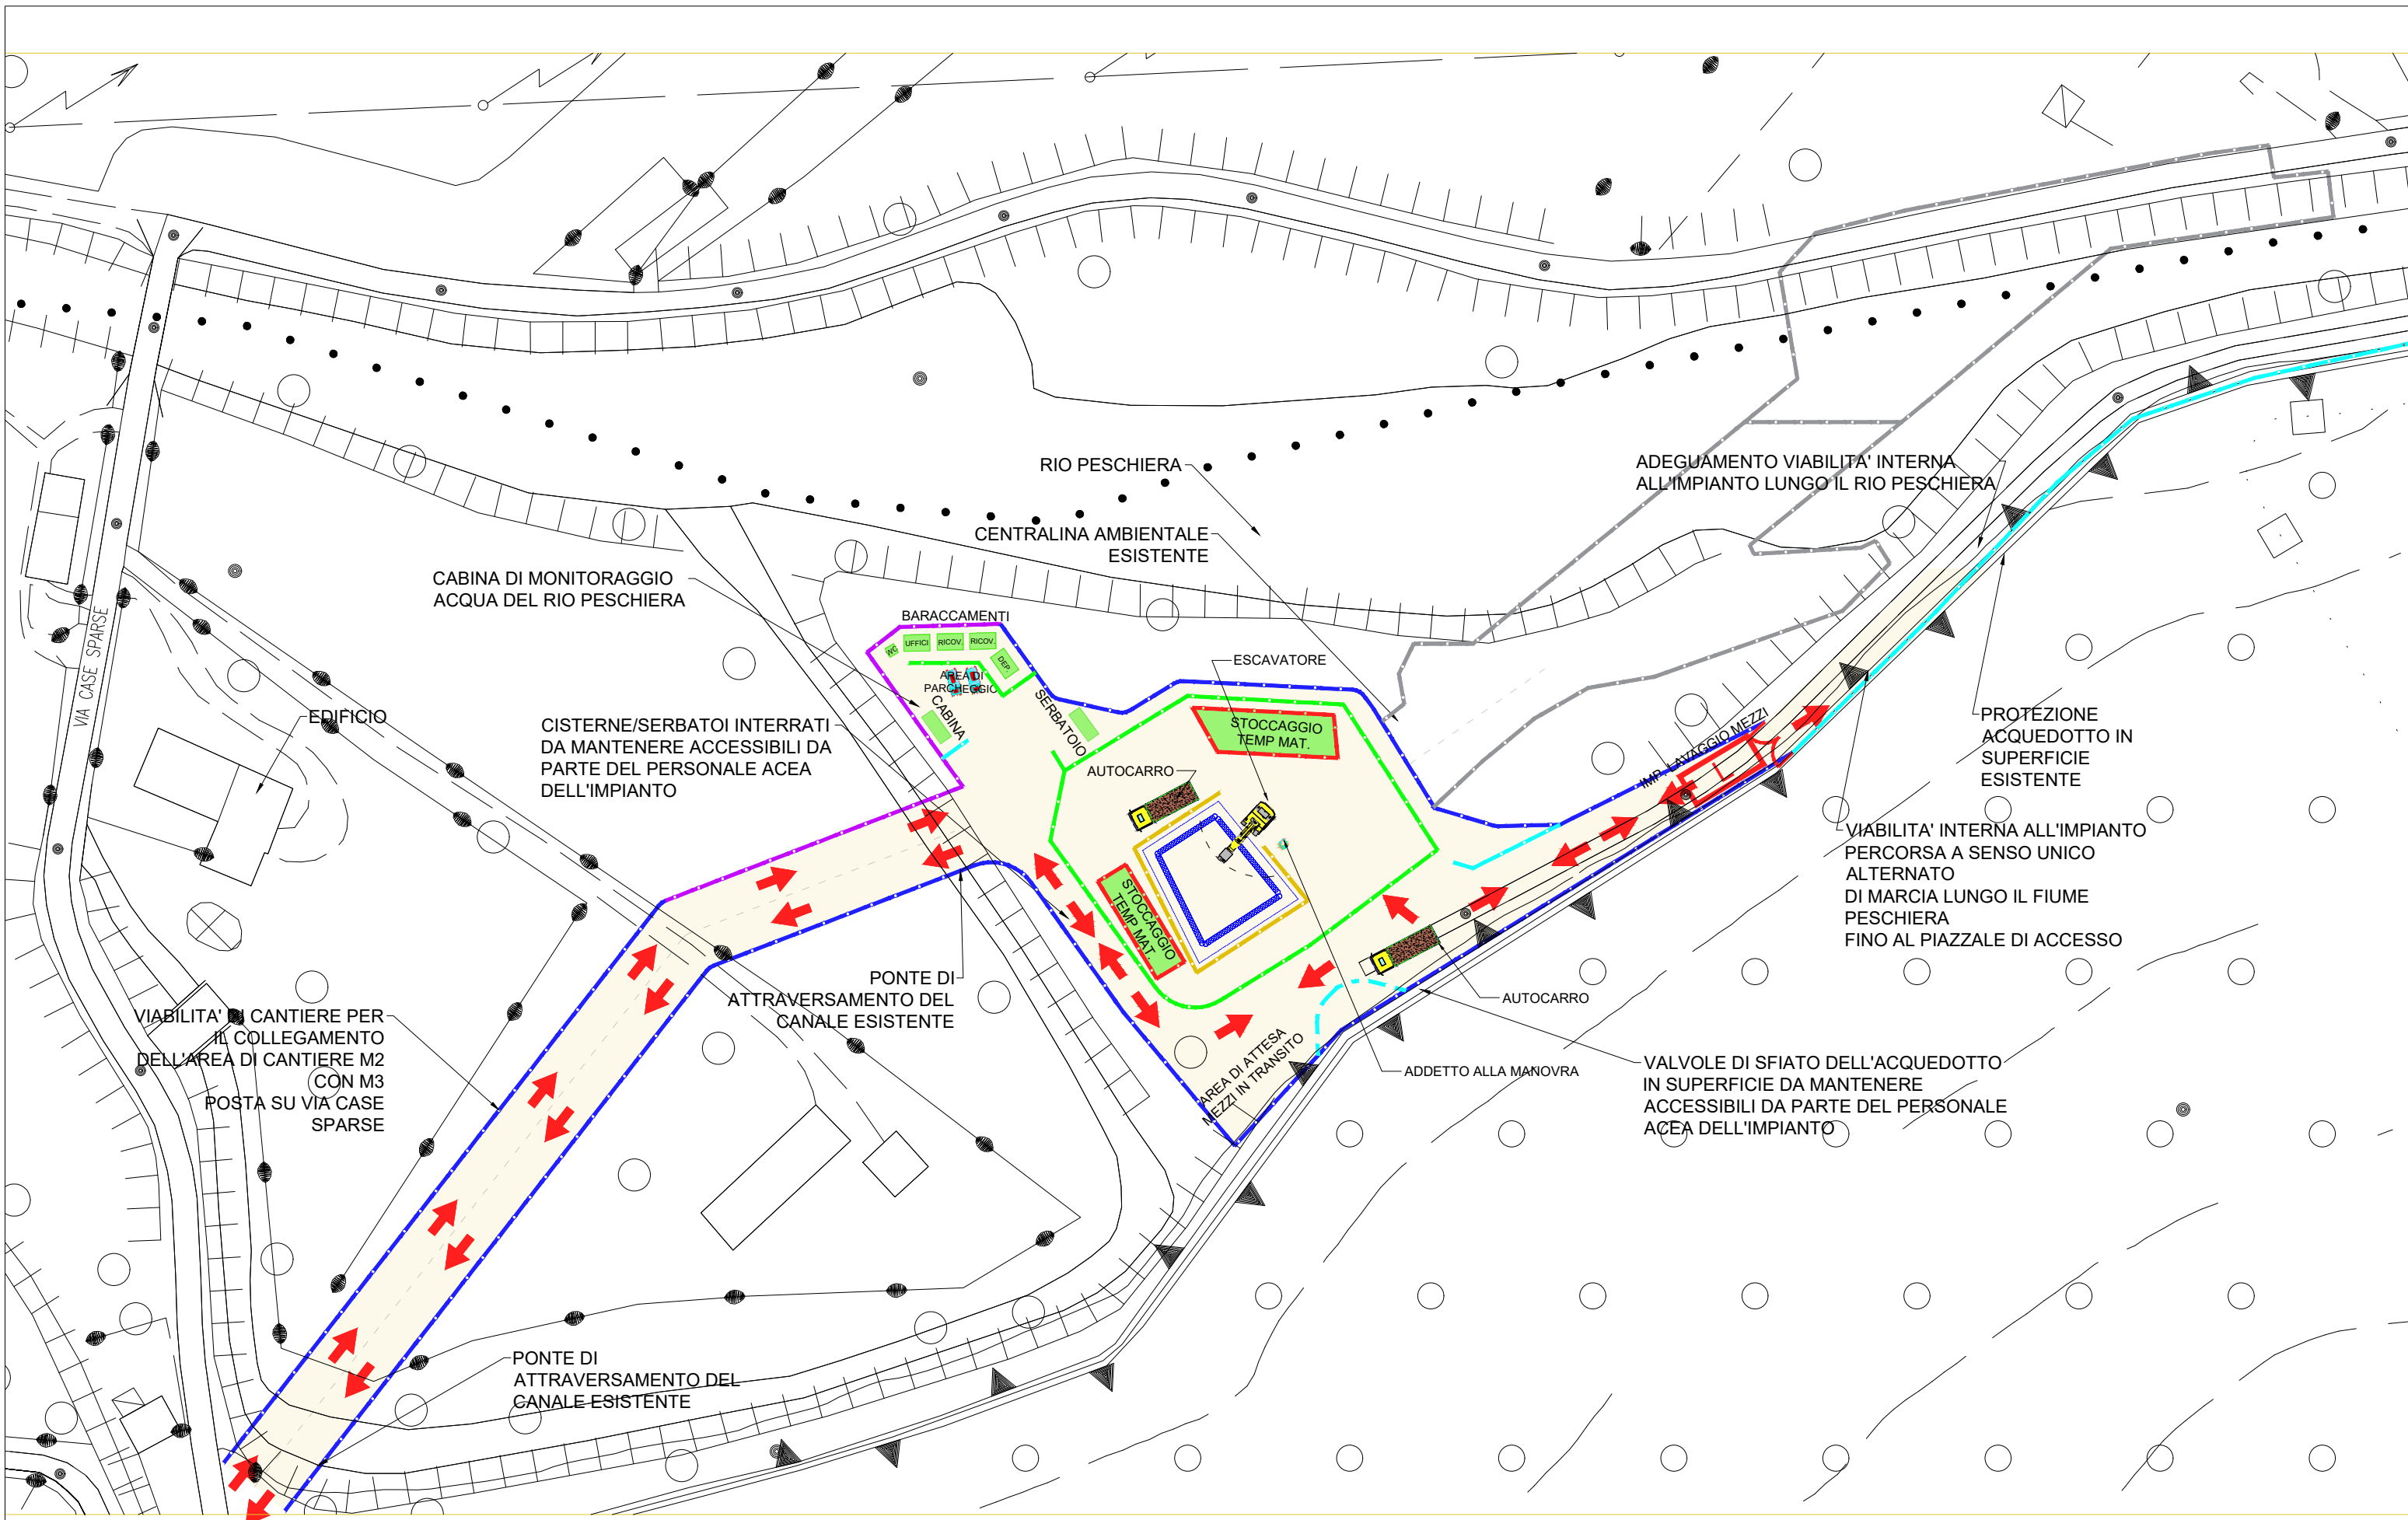 RIO PESCHIERA
ADEGUAMENTO VIABILITA' INTERNA
ALL'IMPIANTO LUNGO IL RIO PESCHIERA
CENTRALINA AMBIENTALE
ESISTENTE
CABINA DI MONITORAGGIO
ACQUA DEL RIO PESCHIERA
BARACCAMENTI
WC
UFFICI
RICOV.
RICOV.
DEP.
AREA DI
PARCHEGGIO
CABINA
SERBATOIO
ESCAVATORE
VIA CASE SPARSE
EDIFICIO
CISTERNE/SERBATOI INTERRATI
DA MANTENERE ACCESSIBILI DA
PARTE DEL PERSONALE ACEA
DELL'IMPIANTO
STOCCAGGIO
TEMP MAT.
AUTOCARRO
IMP. LAVAGGIO MEZZI
PROTEZIONE
ACQUEDOTTO IN
SUPERFICIE
ESISTENTE
VIABILITA' INTERNA ALL'IMPIANTO
PERCORSA A SENSO UNICO
ALTERNATO
DI MARCIA LUNGO IL FIUME
PESCHIERA
FINO AL PIAZZALE DI ACCESSO
STOCCAGGIO
TEMP MAT.
PONTE DI
ATTRAVERSAMENTO DEL
CANALE ESISTENTE
AUTOCARRO
VIABILITA' DI CANTIERE PER
IL COLLEGAMENTO
DELL'AREA DI CANTIERE M2
CON M3
POSTA SU VIA CASE
SPARSE
AREA DI ATTESA
MEZZI IN TRANSITO
ADDETTO ALLA MANOVRA
VALVOLE DI SFIATO DELL'ACQUEDOTTO
IN SUPERFICIE DA MANTENERE
ACCESSIBILI DA PARTE DEL PERSONALE
ACEA DELL'IMPIANTO
PONTE DI
ATTRAVERSAMENTO DEL
CANALE ESISTENTE